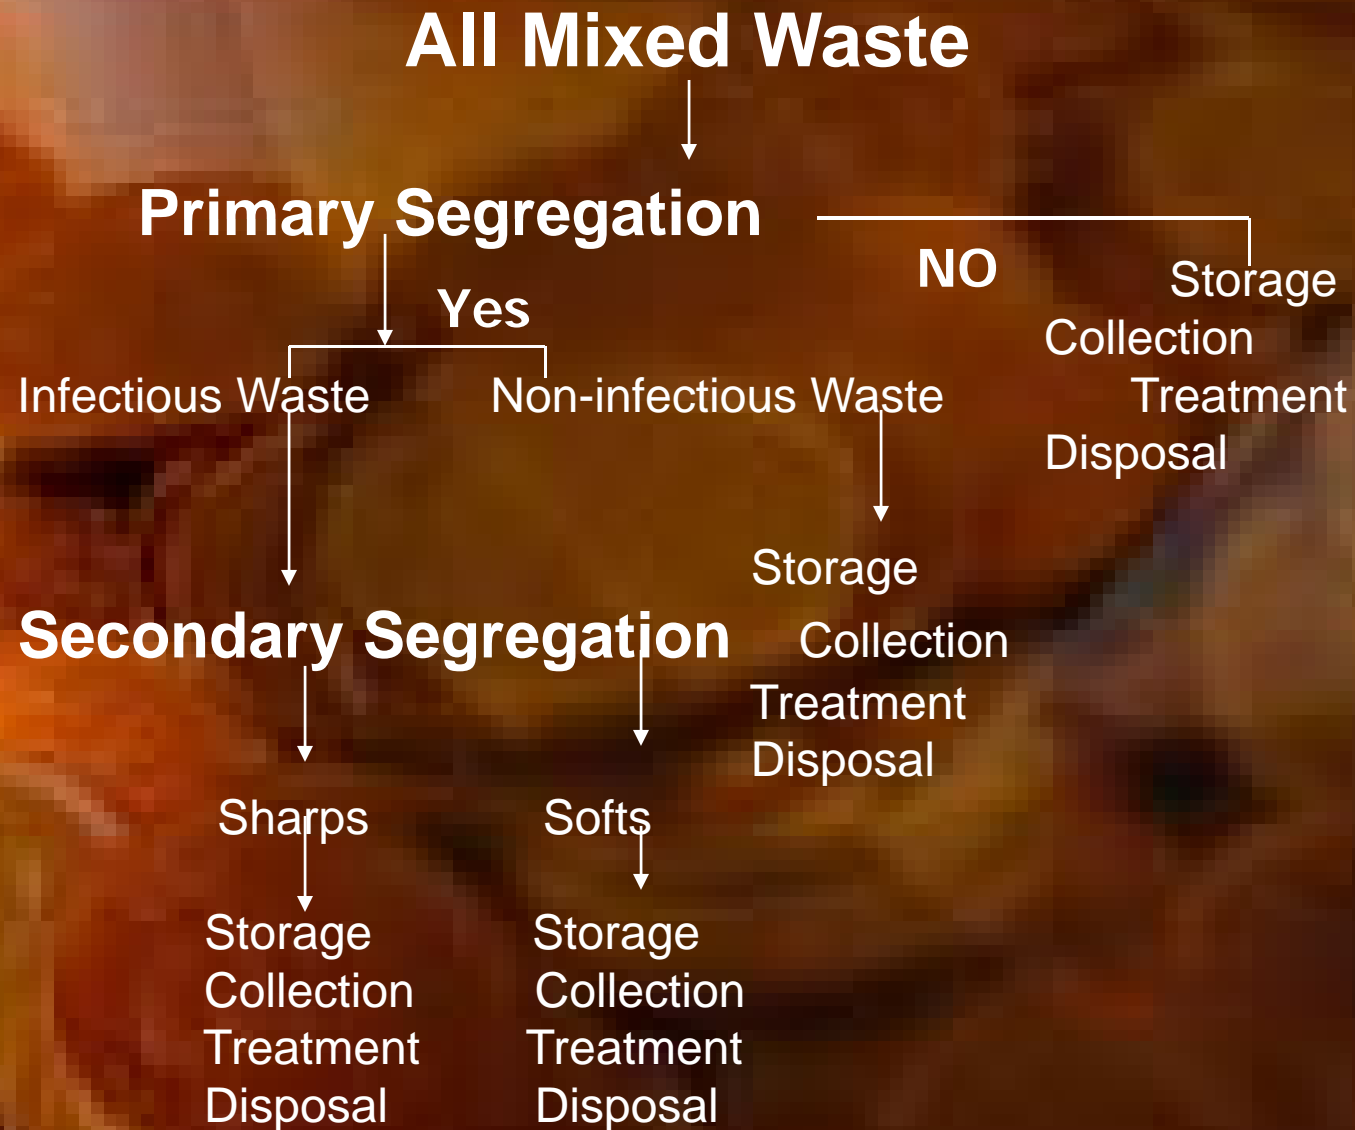 All Mixed Waste
Primary Segregation
NO
Storage
Collection
Treatment
Disposal
Yes
Infectious Waste
Non-infectious Waste
Storage
Collection
Treatment
Disposal
Secondary Segregation
Sharps
Softs
Storage
Collection
Treatment
Disposal
Storage
Collection
Treatment
Disposal